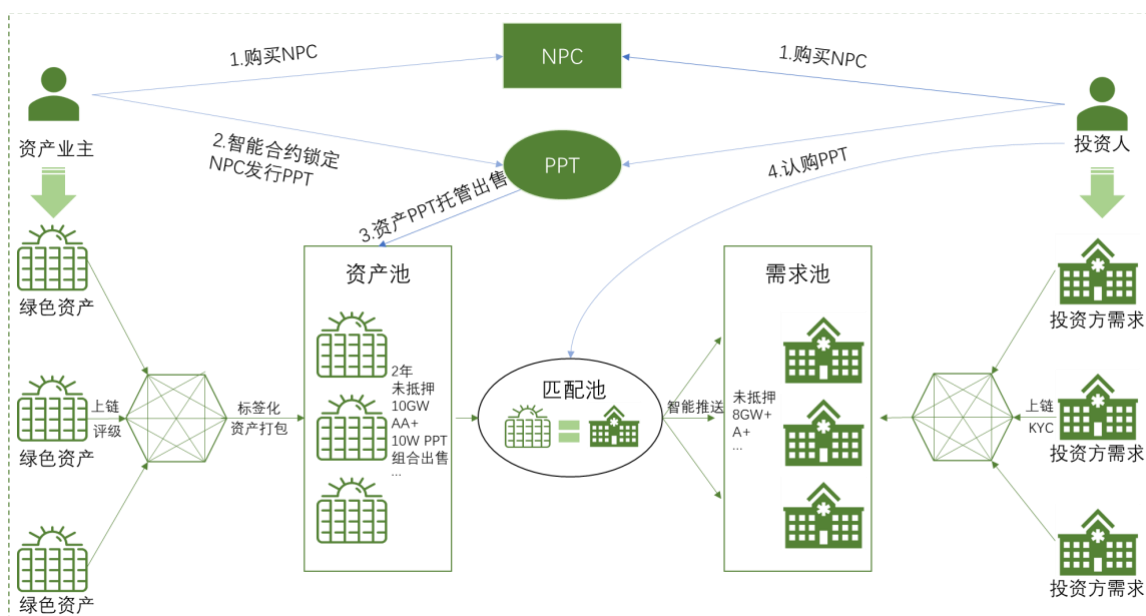 1.购买NPC
NPC
1.购买NPC
资产业主
2.智能合约锁定
NPC发行PPT
PPT
投资人
4.认购PPT
3.资产PPT托管出售
绿色资产
绿色资产
绿色资产
上链
评级
标签化
资产打包
资产池
2年
未抵押
10GW
AA+
10W PPT
组合出售
...
匹配池
智能推送
需求池
未抵押
8GW+
A+
...
上链
KYC
投资方需求
投资方需求
投资方需求